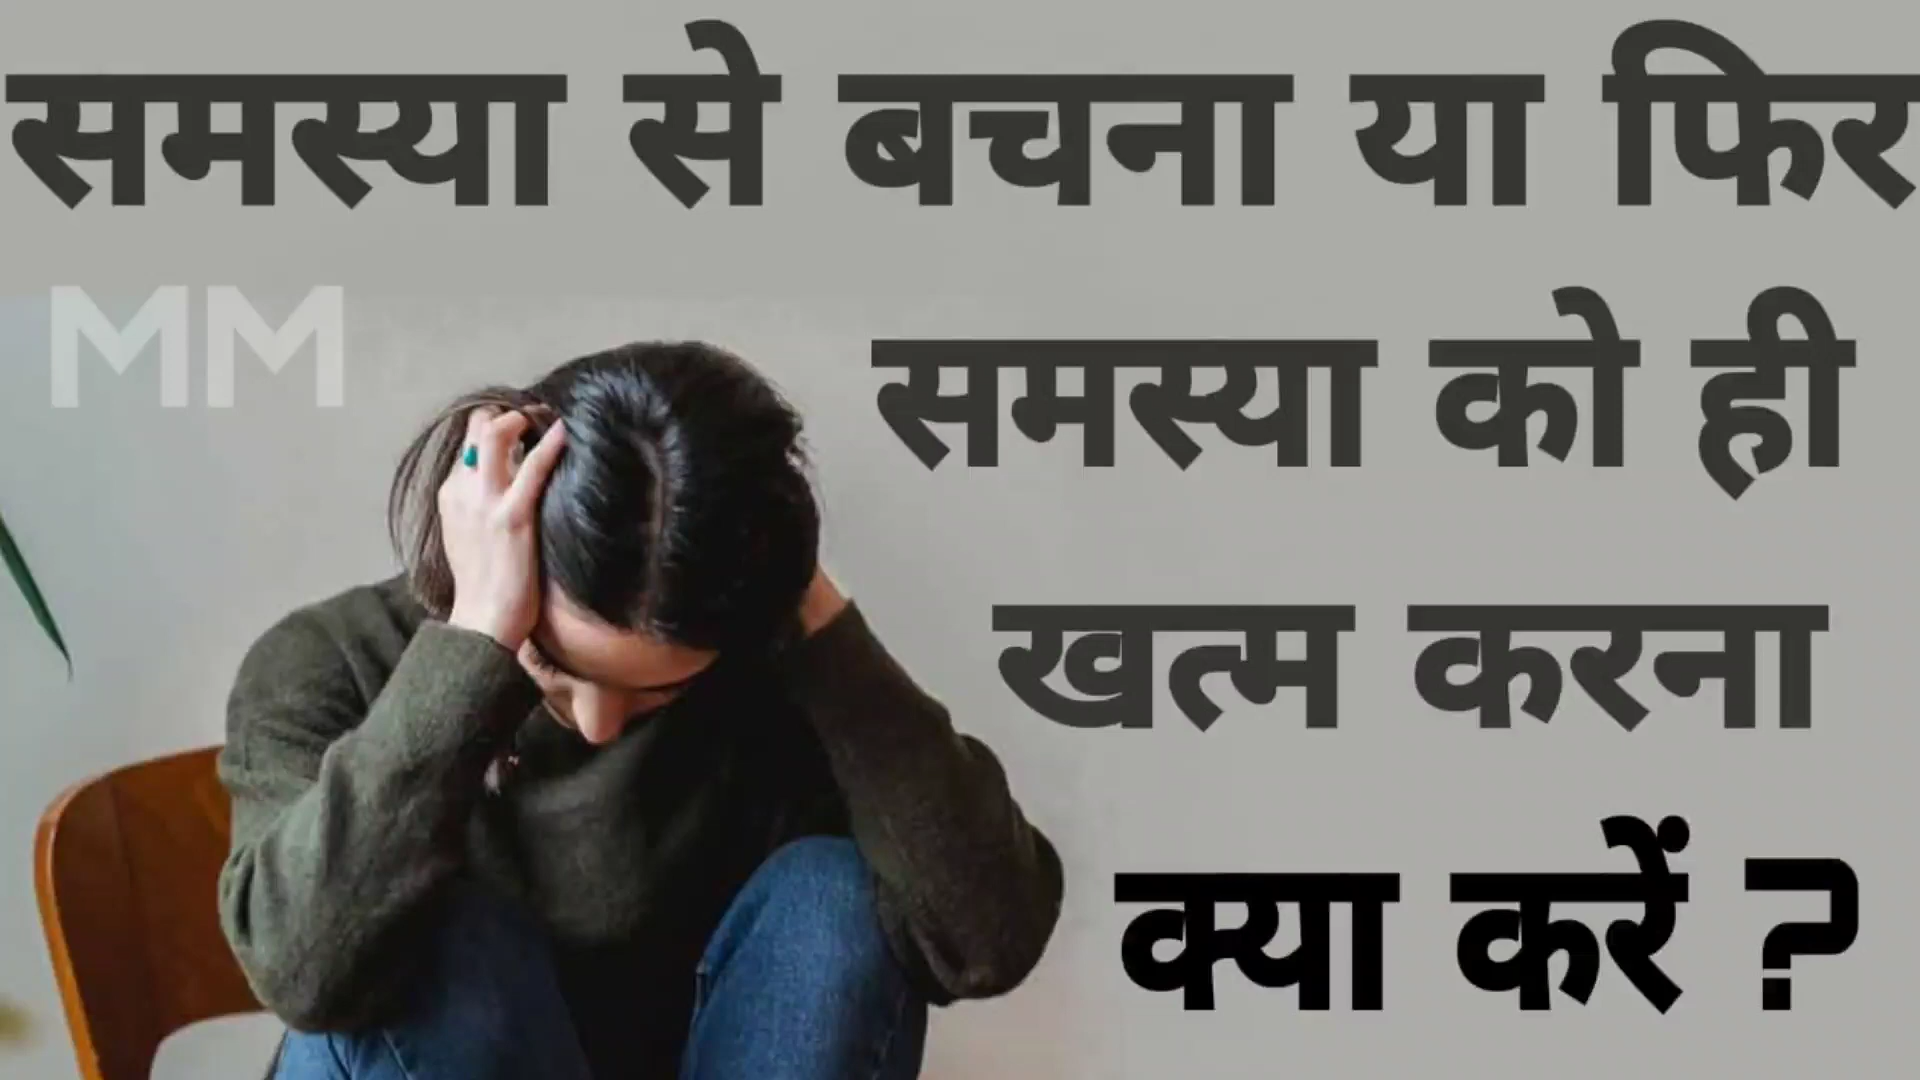 समस्या से बचना या फिर
MM
समस्या को ही
खत्म करना
क्या करें ?